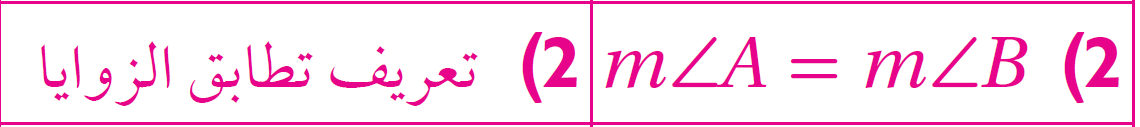 2) m∠A = m∠B
2) تعريف تطابق الزوايا